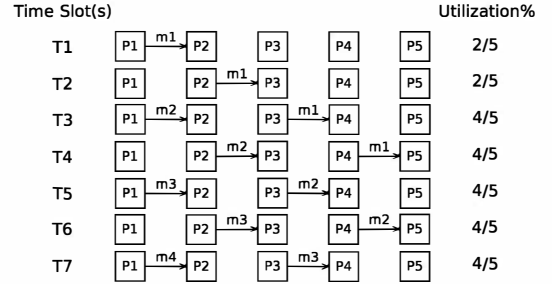 Time Slot(s) Utilization%
m1
T1 P1 P2 P3 P4 P5 2/5
m1
T2 P1 P2 P3 P4 P5 2/5
m2 m1
T3 P1 P2 P3 P4 P5 4/5
m2 m1
T4 P1 P2 P3 P4 P5 4/5
m3 m2
T5 P1 P2 P3 P4 P5 4/5
m3 m2
T6 P1 P2 P3 P4 P5 4/5
m4 m3
T7 P1 P2 P3 P4 P5 4/5